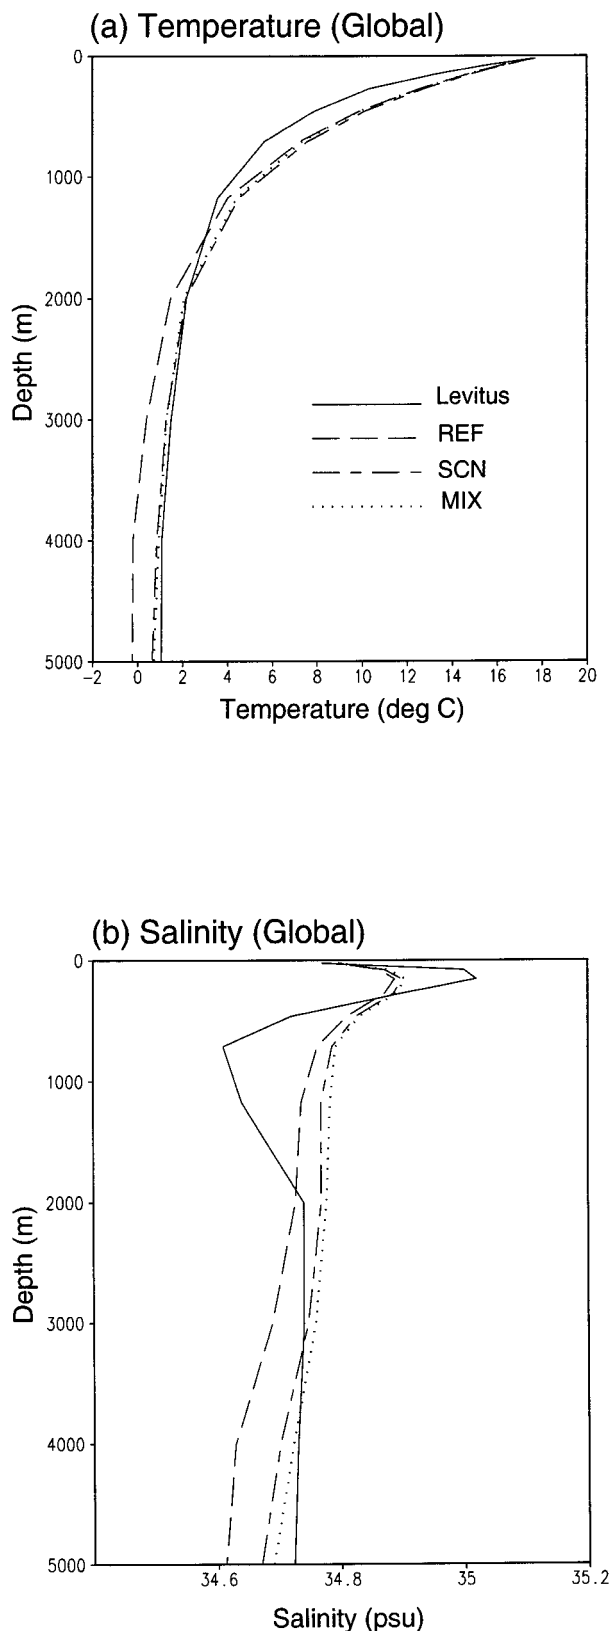 (a) Temperature (Global)
0
1000
2000
3000
4000
5000
Depth (m)
Levitus
REF
SCN
MIX
-2 0 2 4 6 8 10 12 14 16 18 20
Temperature (deg C)
(b) Salinity (Global)
0
1000
2000
3000
4000
5000
Depth (m)
34.6 34.8 35 35.2
Salinity (psu)